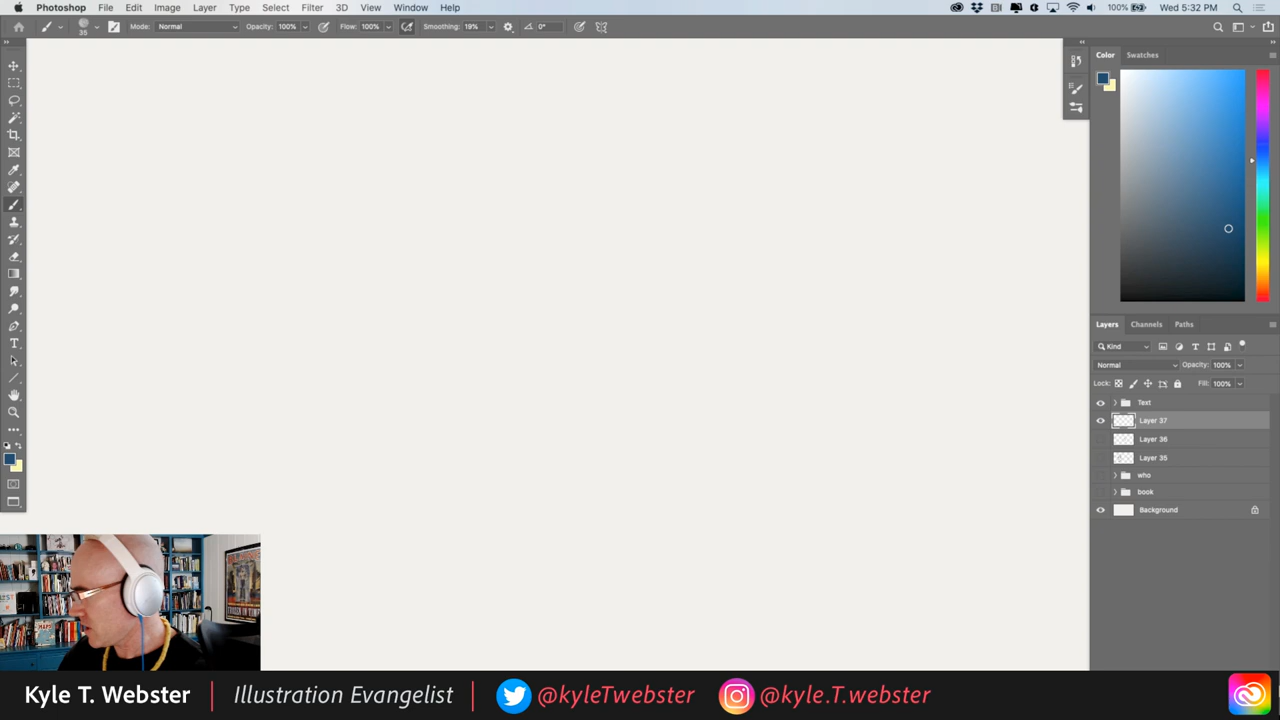 Photoshop File Edit Image Layer Type Select Filter 3D View Window Help 100% Wed 5:32 PM
35 Mode: Normal Opacity: 100% Flow: 100% Smoothing: 19% 0°
Color Swatches
Layers Channels Paths
Kind
Normal Opacity: 100%
Lock: Fill: 100%
Text
Layer 37
Layer 36
Layer 35
who
book
Background
Kyle T. Webster | Illustration Evangelist | @kyleTwebster @kyle.T.webster